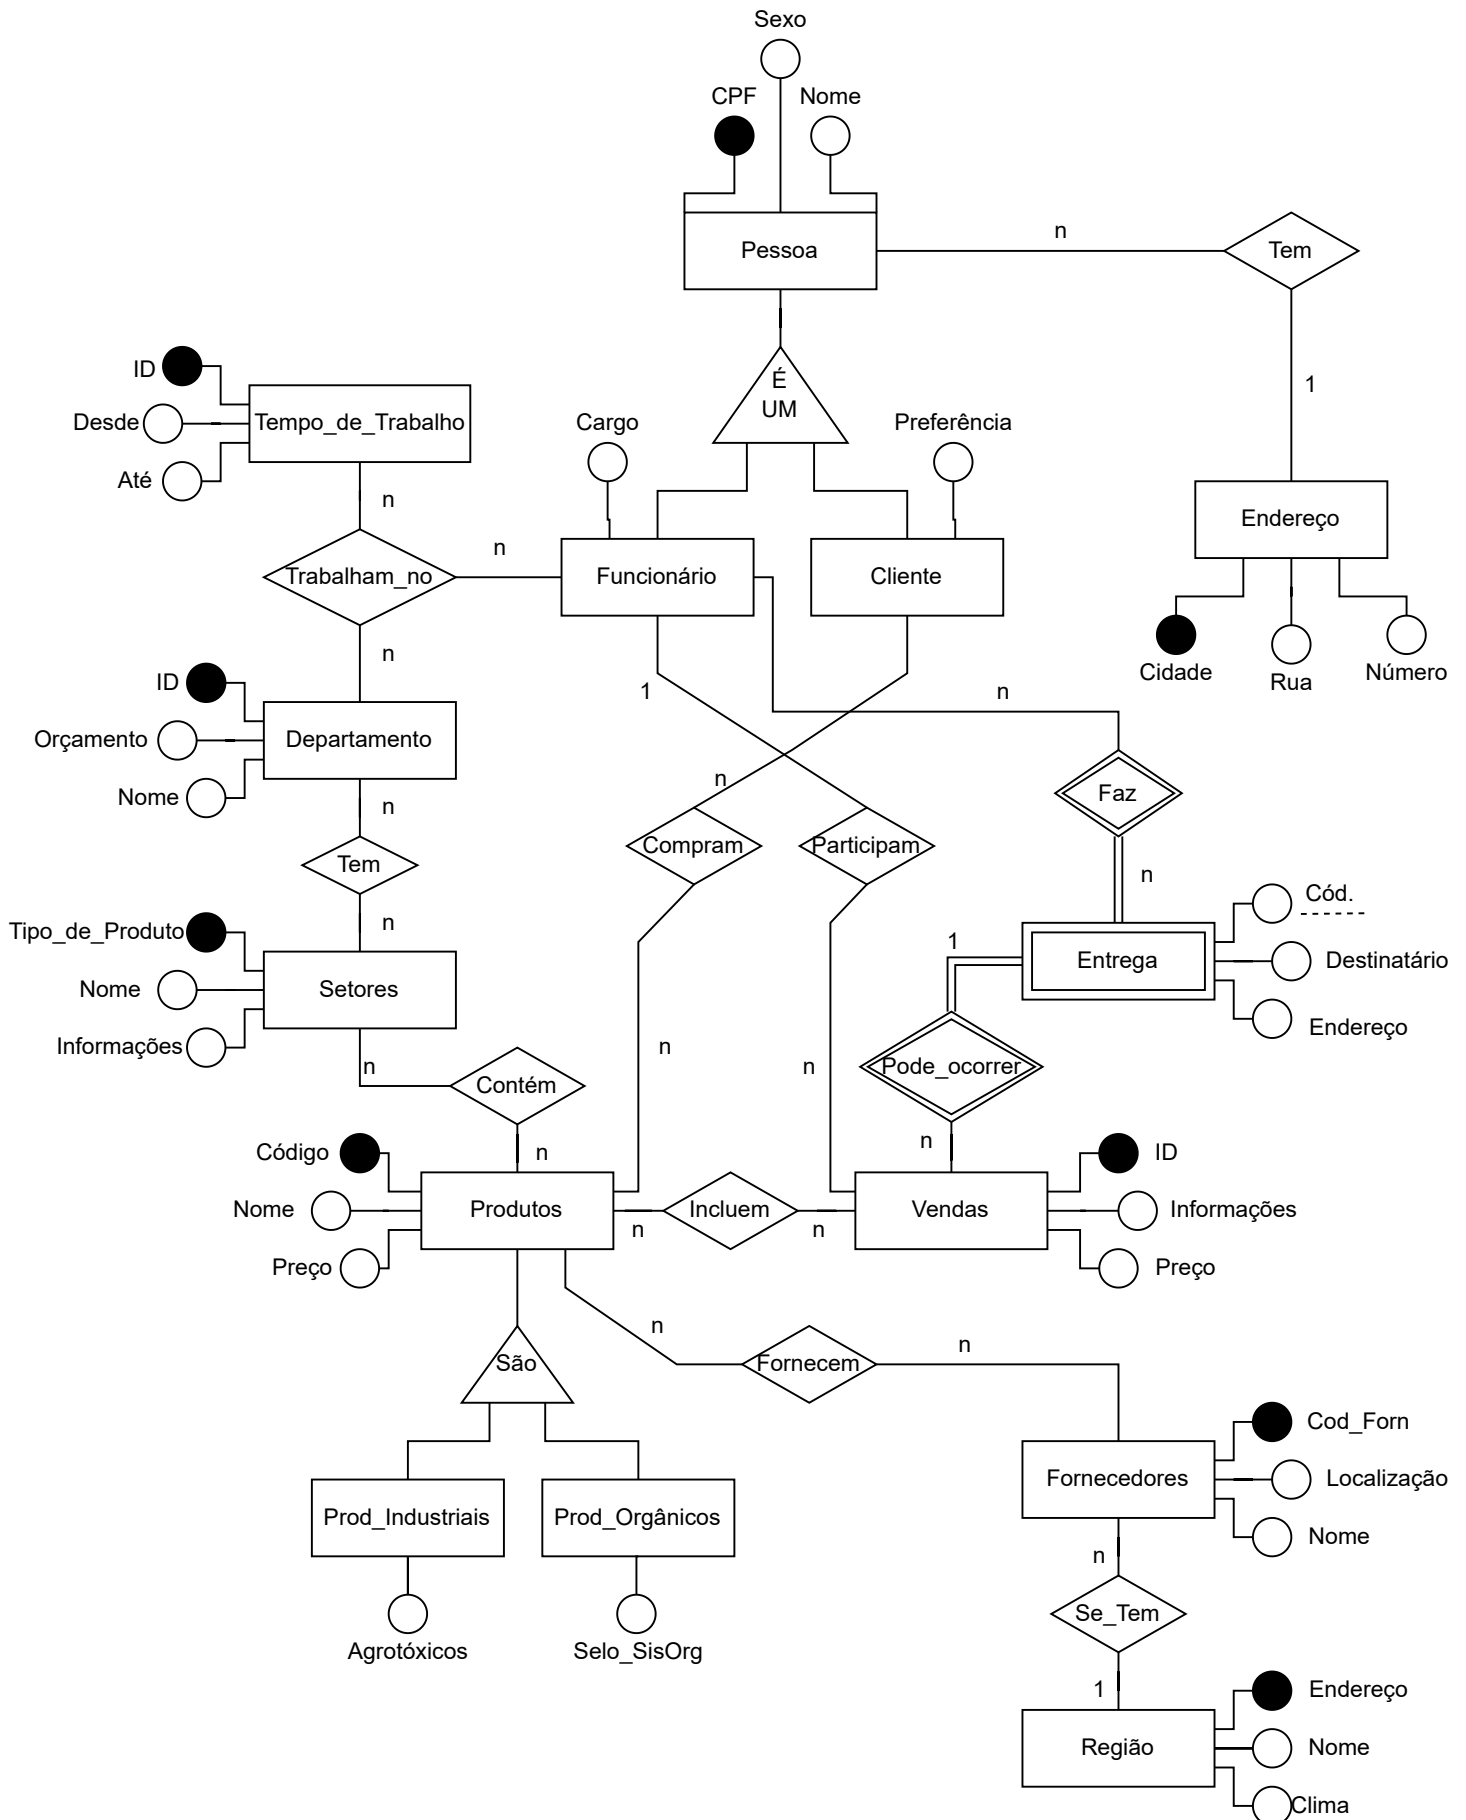 Sexo
CPF
Nome
Pessoa
n
Tem
1
É
UM
ID
Desde
Tempo_de_Trabalho
Até
n
Cargo
Preferência
Endereço
Trabalham_no
n
Funcionário
Cliente
Cidade
Rua
Número
n
ID
Orçamento
Departamento
Nome
1
n
n
n
Compram
Participam
Faz
Tem
n
n
Tipo_de_Produto
Nome
Setores
Informações
Cód.
1
Entrega
Destinatário
Endereço
n
Contém
n
n
Pode_ocorrer
n
n
Código
Nome
Produtos
Preço
n
Incluem
n
Vendas
ID
Informações
Preço
São
n
Fornecem
n
Cod_Forn
Fornecedores
Localização
Nome
Prod_Industriais
Prod_Orgânicos
n
Agrotóxicos
Selo_SisOrg
Se_Tem
1
Endereço
Região
Nome
Clima